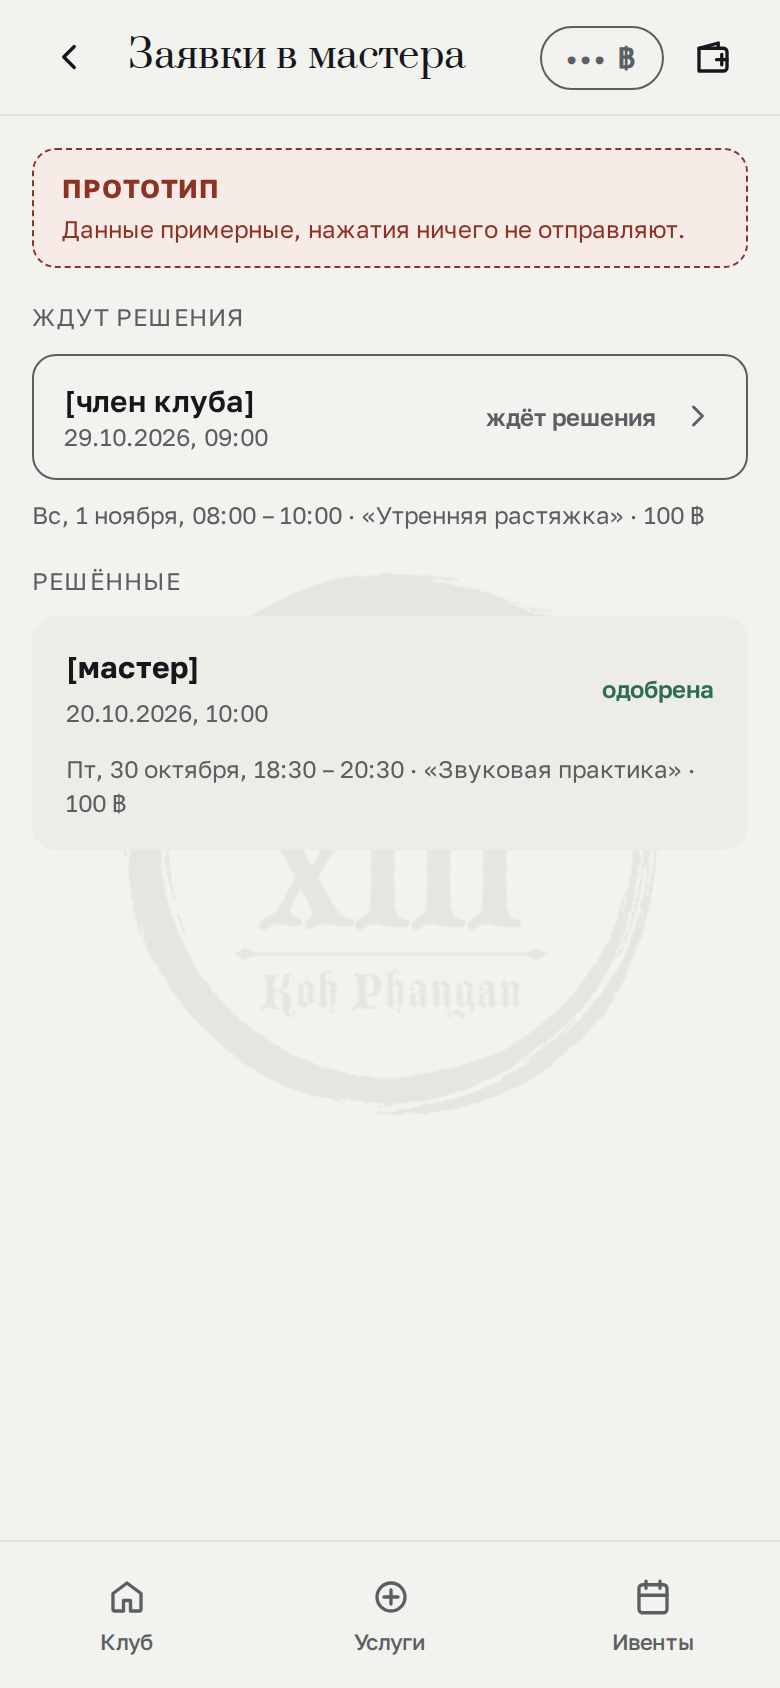 Заявки в мастера
••• ฿
ПРОТОТИП
Данные примерные, нажатия ничего не отправляют.
ЖДУТ РЕШЕНИЯ
[член клуба]
29.10.2026, 09:00
ждёт решения
Вс, 1 ноября, 08:00 – 10:00 · «Утренняя растяжка» · 100 ฿
РЕШЁННЫЕ
[мастер]
20.10.2026, 10:00
одобрена
Пт, 30 октября, 18:30 – 20:30 · «Звуковая практика» ·
100 ฿
XIII
Koh Phangan
Клуб
Услуги
Ивенты